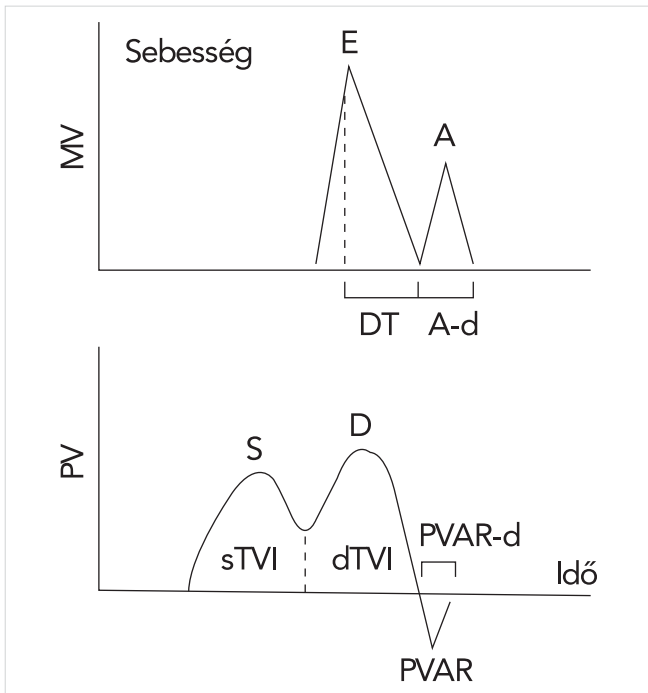 Sebesség
E
A
MV
DT
A-d
S
D
PV
sTVI
dTVI
PVAR-d
Idő
PVAR